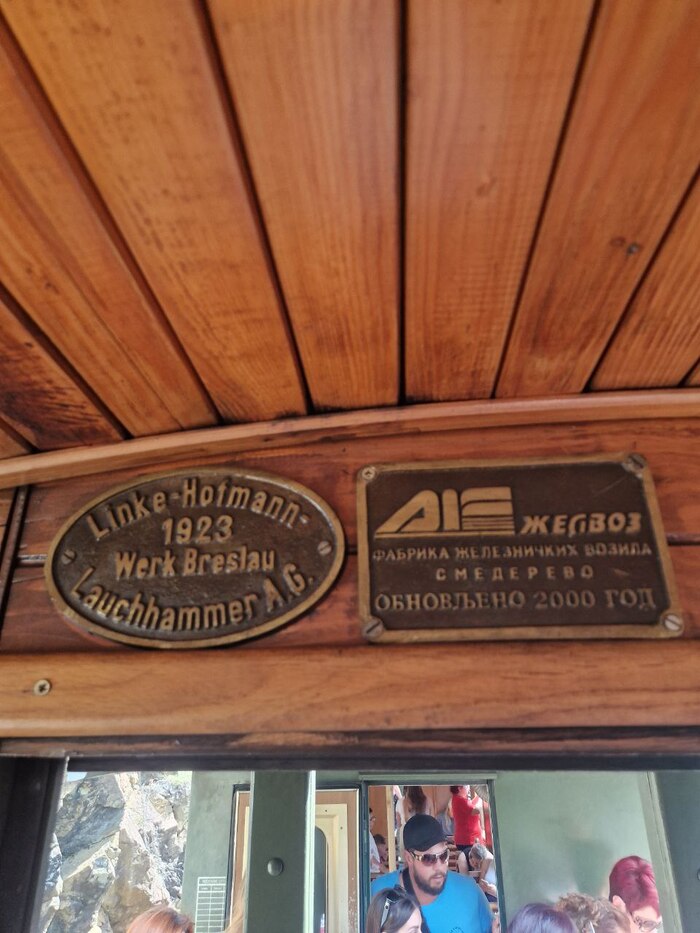 Linke-Hofmann-
1923
Werk Breslau
Lauchhammer A.G.
ЖЕЛВОЗ
ФАБРИКА ЖЕЛЕЗНИЧКИХ ВОЗИЛА
СМЕДЕРЕВО
ОБНОВЉЕНО 2000 ГОД